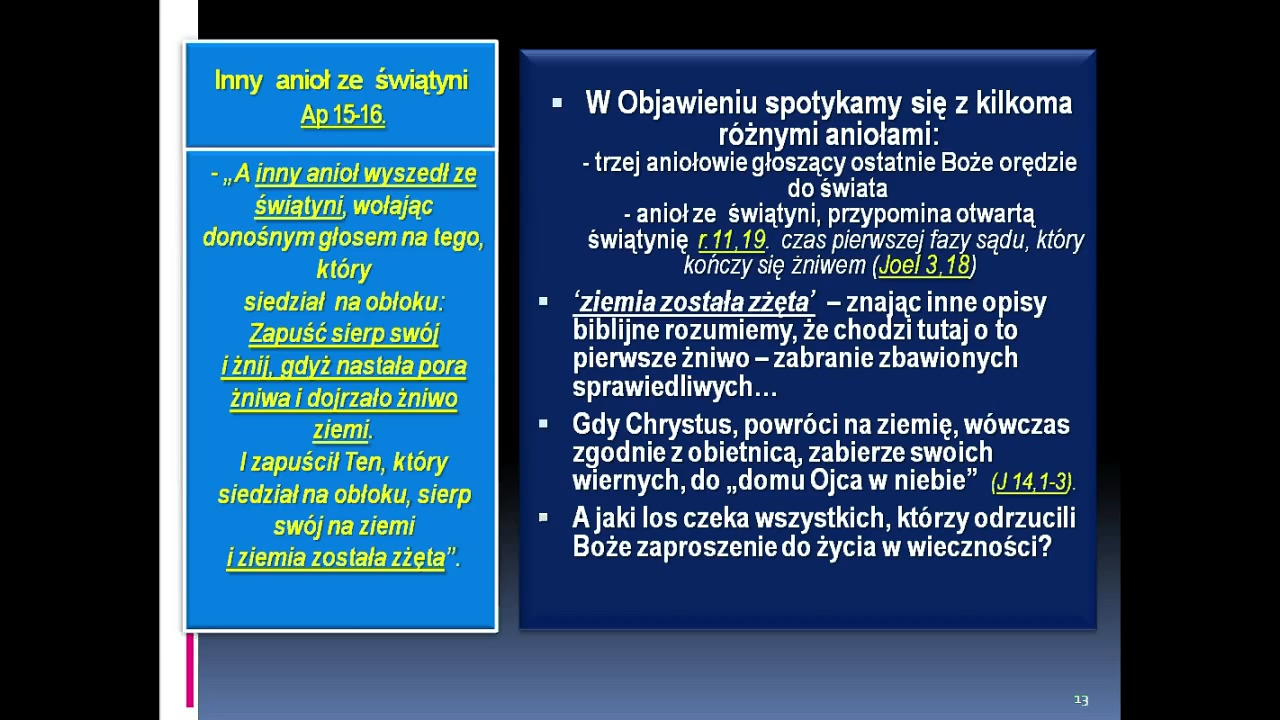 Inny anioł ze świątyni
Ap 15-16.
- „A inny anioł wyszedł ze
świątyni, wołając
donośnym głosem na tego,
który
siedział na obłoku:
Zapuść sierp swój
i żnij, gdyż nastała pora
żniwa i dojrzało żniwo
ziemi.
I zapuścił Ten, który
siedział na obłoku, sierp
swój na ziemi
i ziemia została zżęta”.
▪ W Objawieniu spotykamy się z kilkoma
różnymi aniołami:
- trzej aniołowie głoszący ostatnie Boże orędzie
do świata
- anioł ze świątyni, przypomina otwartą
świątynię r.11,19. czas pierwszej fazy sądu, który
kończy się żniwem (Joel 3,18)
▪ ‘ziemia została zżęta’ – znając inne opisy
biblijne rozumiemy, że chodzi tutaj o to
pierwsze żniwo – zabranie zbawionych
sprawiedliwych…
▪ Gdy Chrystus, powróci na ziemię, wówczas
zgodnie z obietnicą, zabierze swoich
wiernych, do „domu Ojca w niebie” (J 14,1-3).
▪ A jaki los czeka wszystkich, którzy odrzucili
Boże zaproszenie do życia w wieczności?
13